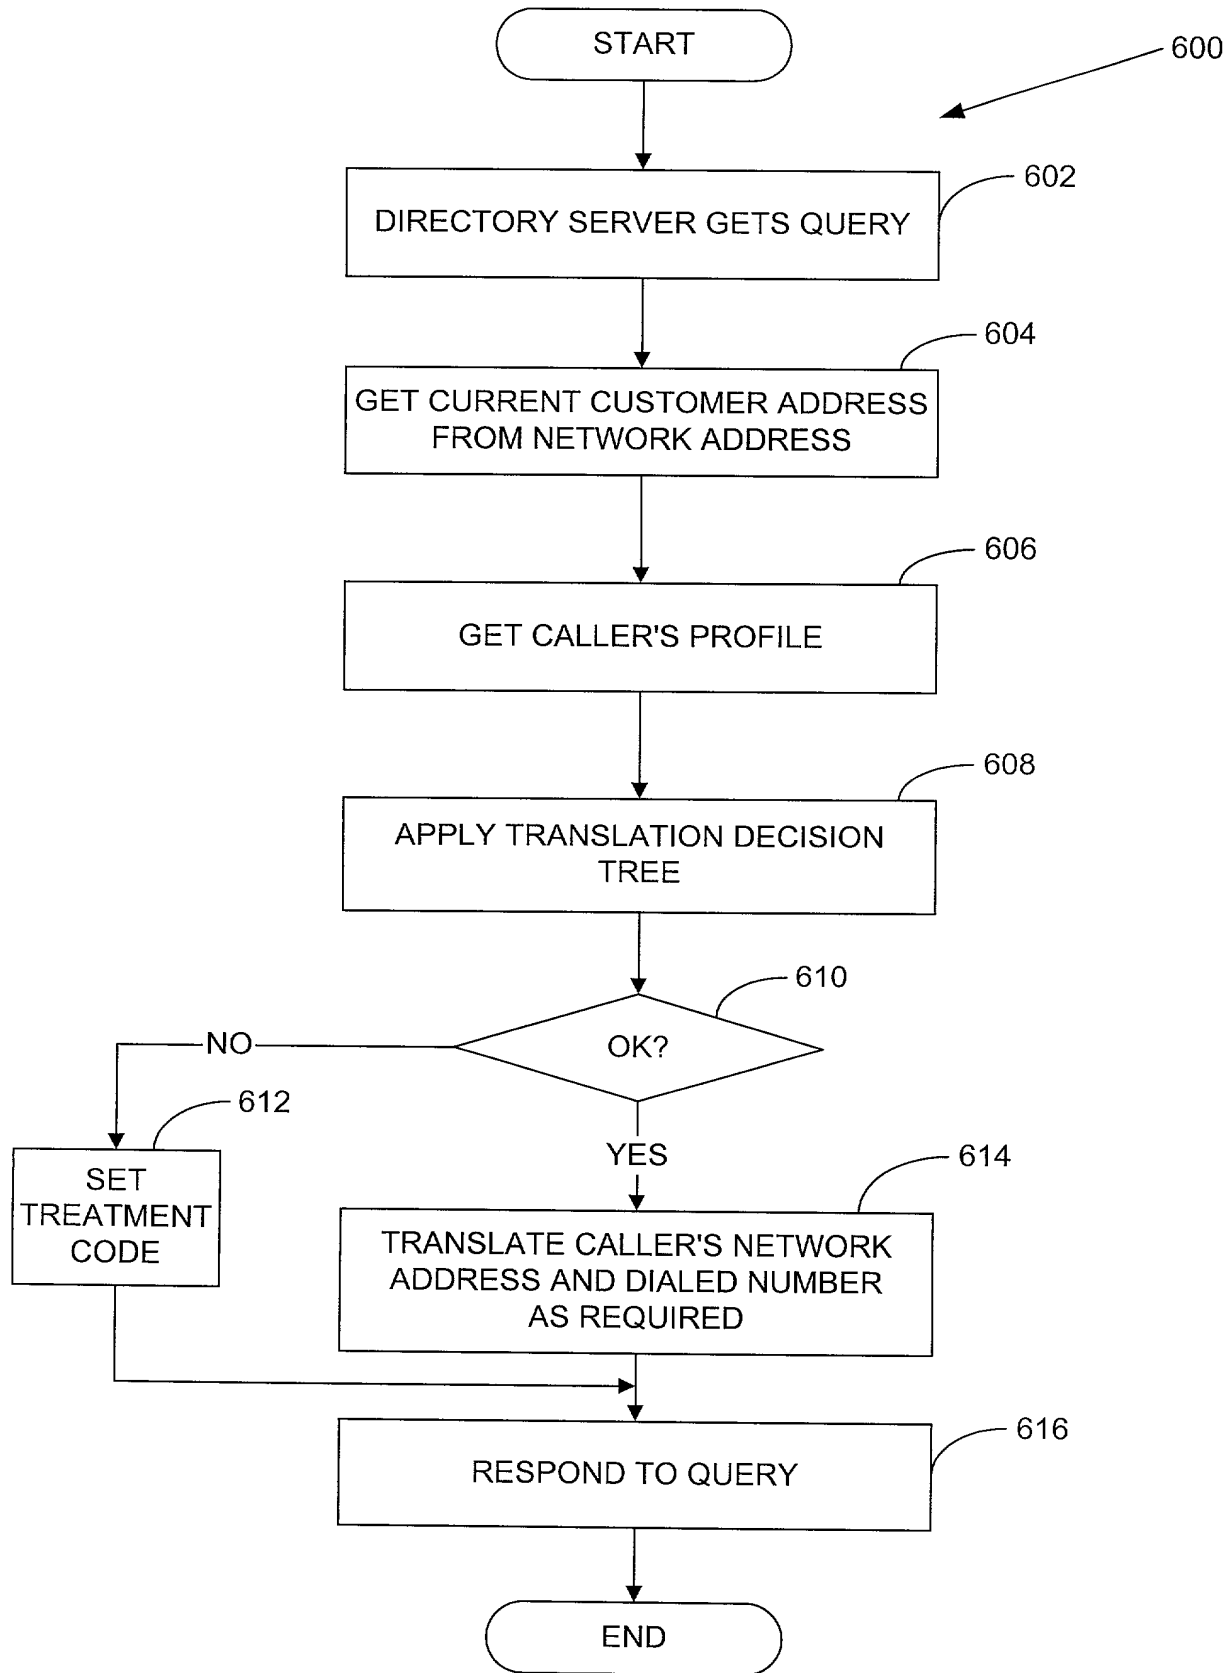 START
600
602
DIRECTORY SERVER GETS QUERY
604
GET CURRENT CUSTOMER ADDRESS
FROM NETWORK ADDRESS
606
GET CALLER'S PROFILE
608
APPLY TRANSLATION DECISION
TREE
610
OK?
NO
612
SET
TREATMENT
CODE
YES
614
TRANSLATE CALLER'S NETWORK
ADDRESS AND DIALED NUMBER
AS REQUIRED
616
RESPOND TO QUERY
END